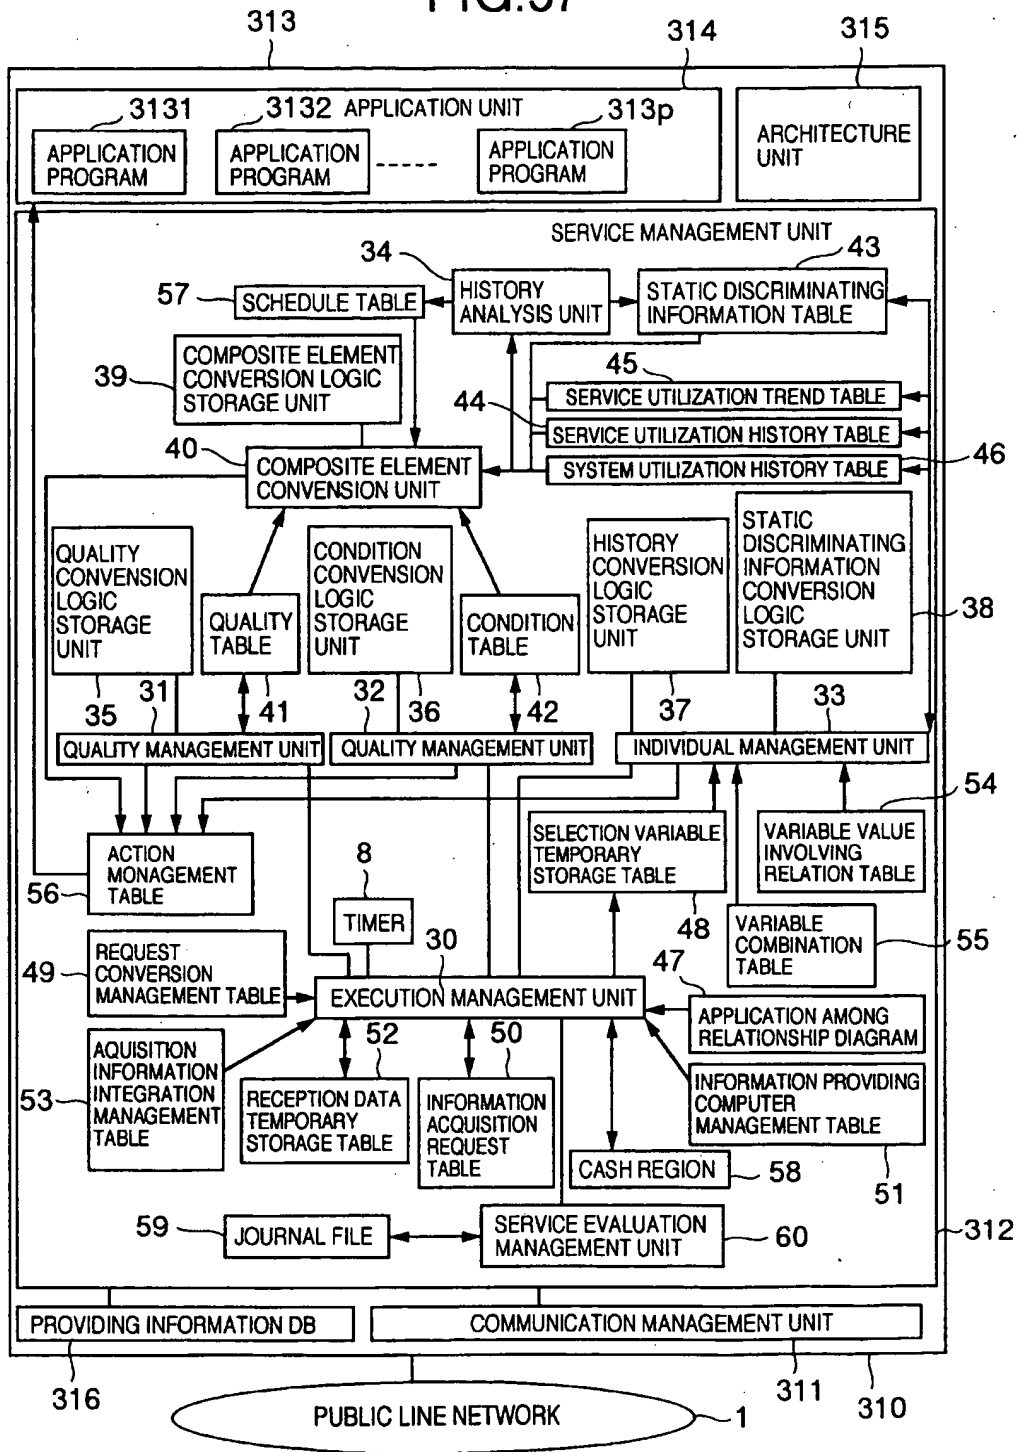 FIG.37
313
314
315
APPLICATION UNIT
3131
3132
313p
APPLICATION
PROGRAM
APPLICATION
PROGRAM
APPLICATION
PROGRAM
ARCHITECTURE
UNIT
SERVICE MANAGEMENT UNIT
34
43
57
SCHEDULE TABLE
HISTORY
ANALYSIS UNIT
STATIC DISCRIMINATING
INFORMATION TABLE
39
COMPOSITE ELEMENT
CONVERSION LOGIC
STORAGE UNIT
45
SERVICE UTILIZATION TREND TABLE
44
SERVICE UTILIZATION HISTORY TABLE
40
COMPOSITE ELEMENT
CONVENSION UNIT
SYSTEM UTILIZATION HISTORY TABLE
46
QUALITY
CONVENSION
LOGIC
STORAGE
UNIT
QUALITY
TABLE
CONDITION
CONVENSION
LOGIC
STORAGE
UNIT
CONDITION
TABLE
HISTORY
CONVERSION
LOGIC
STORAGE
UNIT
STATIC
DISCRIMINATING
INFORMATION
CONVERSION
LOGIC
STORAGE UNIT
38
35
31
41
32
36
42
37
33
QUALITY MANAGEMENT UNIT
QUALITY MANAGEMENT UNIT
INDIVIDUAL MANAGEMENT UNIT
54
ACTION
MONAGEMENT
TABLE
56
8
TIMER
SELECTION VARIABLE
TEMPORARY
STORAGE TABLE
48
VARIABLE VALUE
INVOLVING
RELATION TABLE
VARIABLE
COMBINATION
TABLE
55
49
REQUEST
CONVERSION
MANAGEMENT TABLE
30
EXECUTION MANAGEMENT UNIT
47
APPLICATION AMONG
RELATIONSHIP DIAGRAM
53
AQUISITION
INFORMATION
INTEGRATION
MANAGEMENT
TABLE
52
RECEPTION DATA
TEMPORARY
STORAGE TABLE
50
INFORMATION
ACQUISITION
REQUEST
TABLE
INFORMATION PROVIDING
COMPUTER
MANAGEMENT TABLE
51
CASH REGION
58
59
JOURNAL FILE
SERVICE EVALUATION
MANAGEMENT UNIT
60
312
PROVIDING INFORMATION DB
COMMUNICATION MANAGEMENT UNIT
316
311
310
PUBLIC LINE NETWORK
1